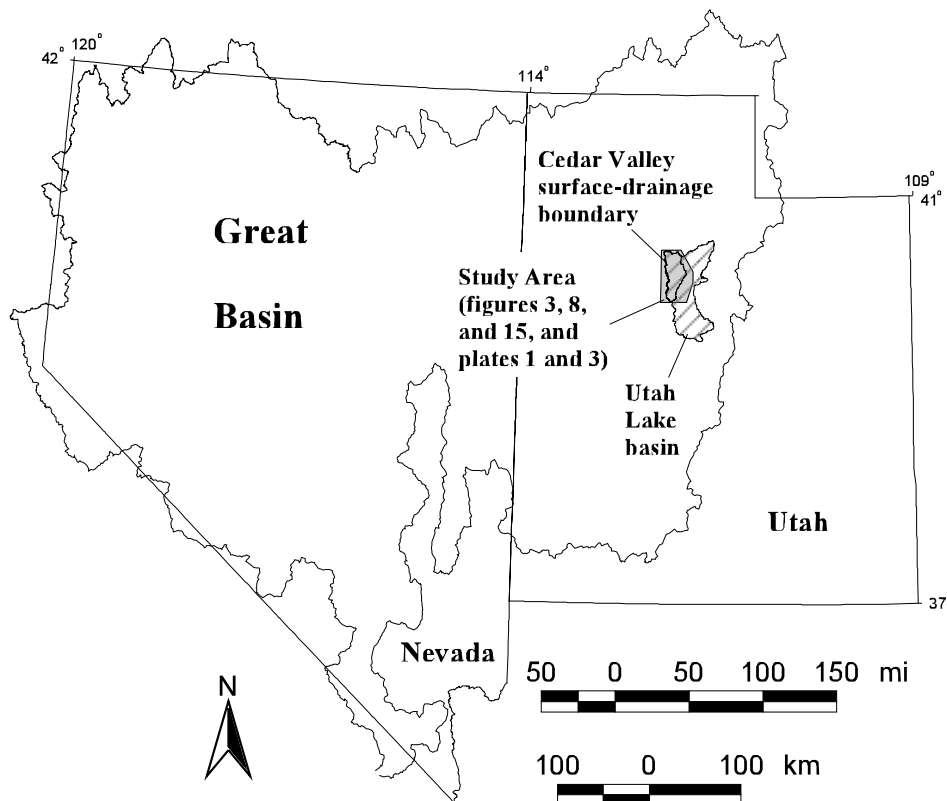 42° 120°
114°
109°
41°
Cedar Valley
surface-drainage
boundary
Great
Basin
Study Area
(figures 3, 8,
and 15, and
plates 1 and 3)
Utah
Lake
basin
Utah
37
Nevada
50 0 50 100 150 mi
N
100 0 100 km